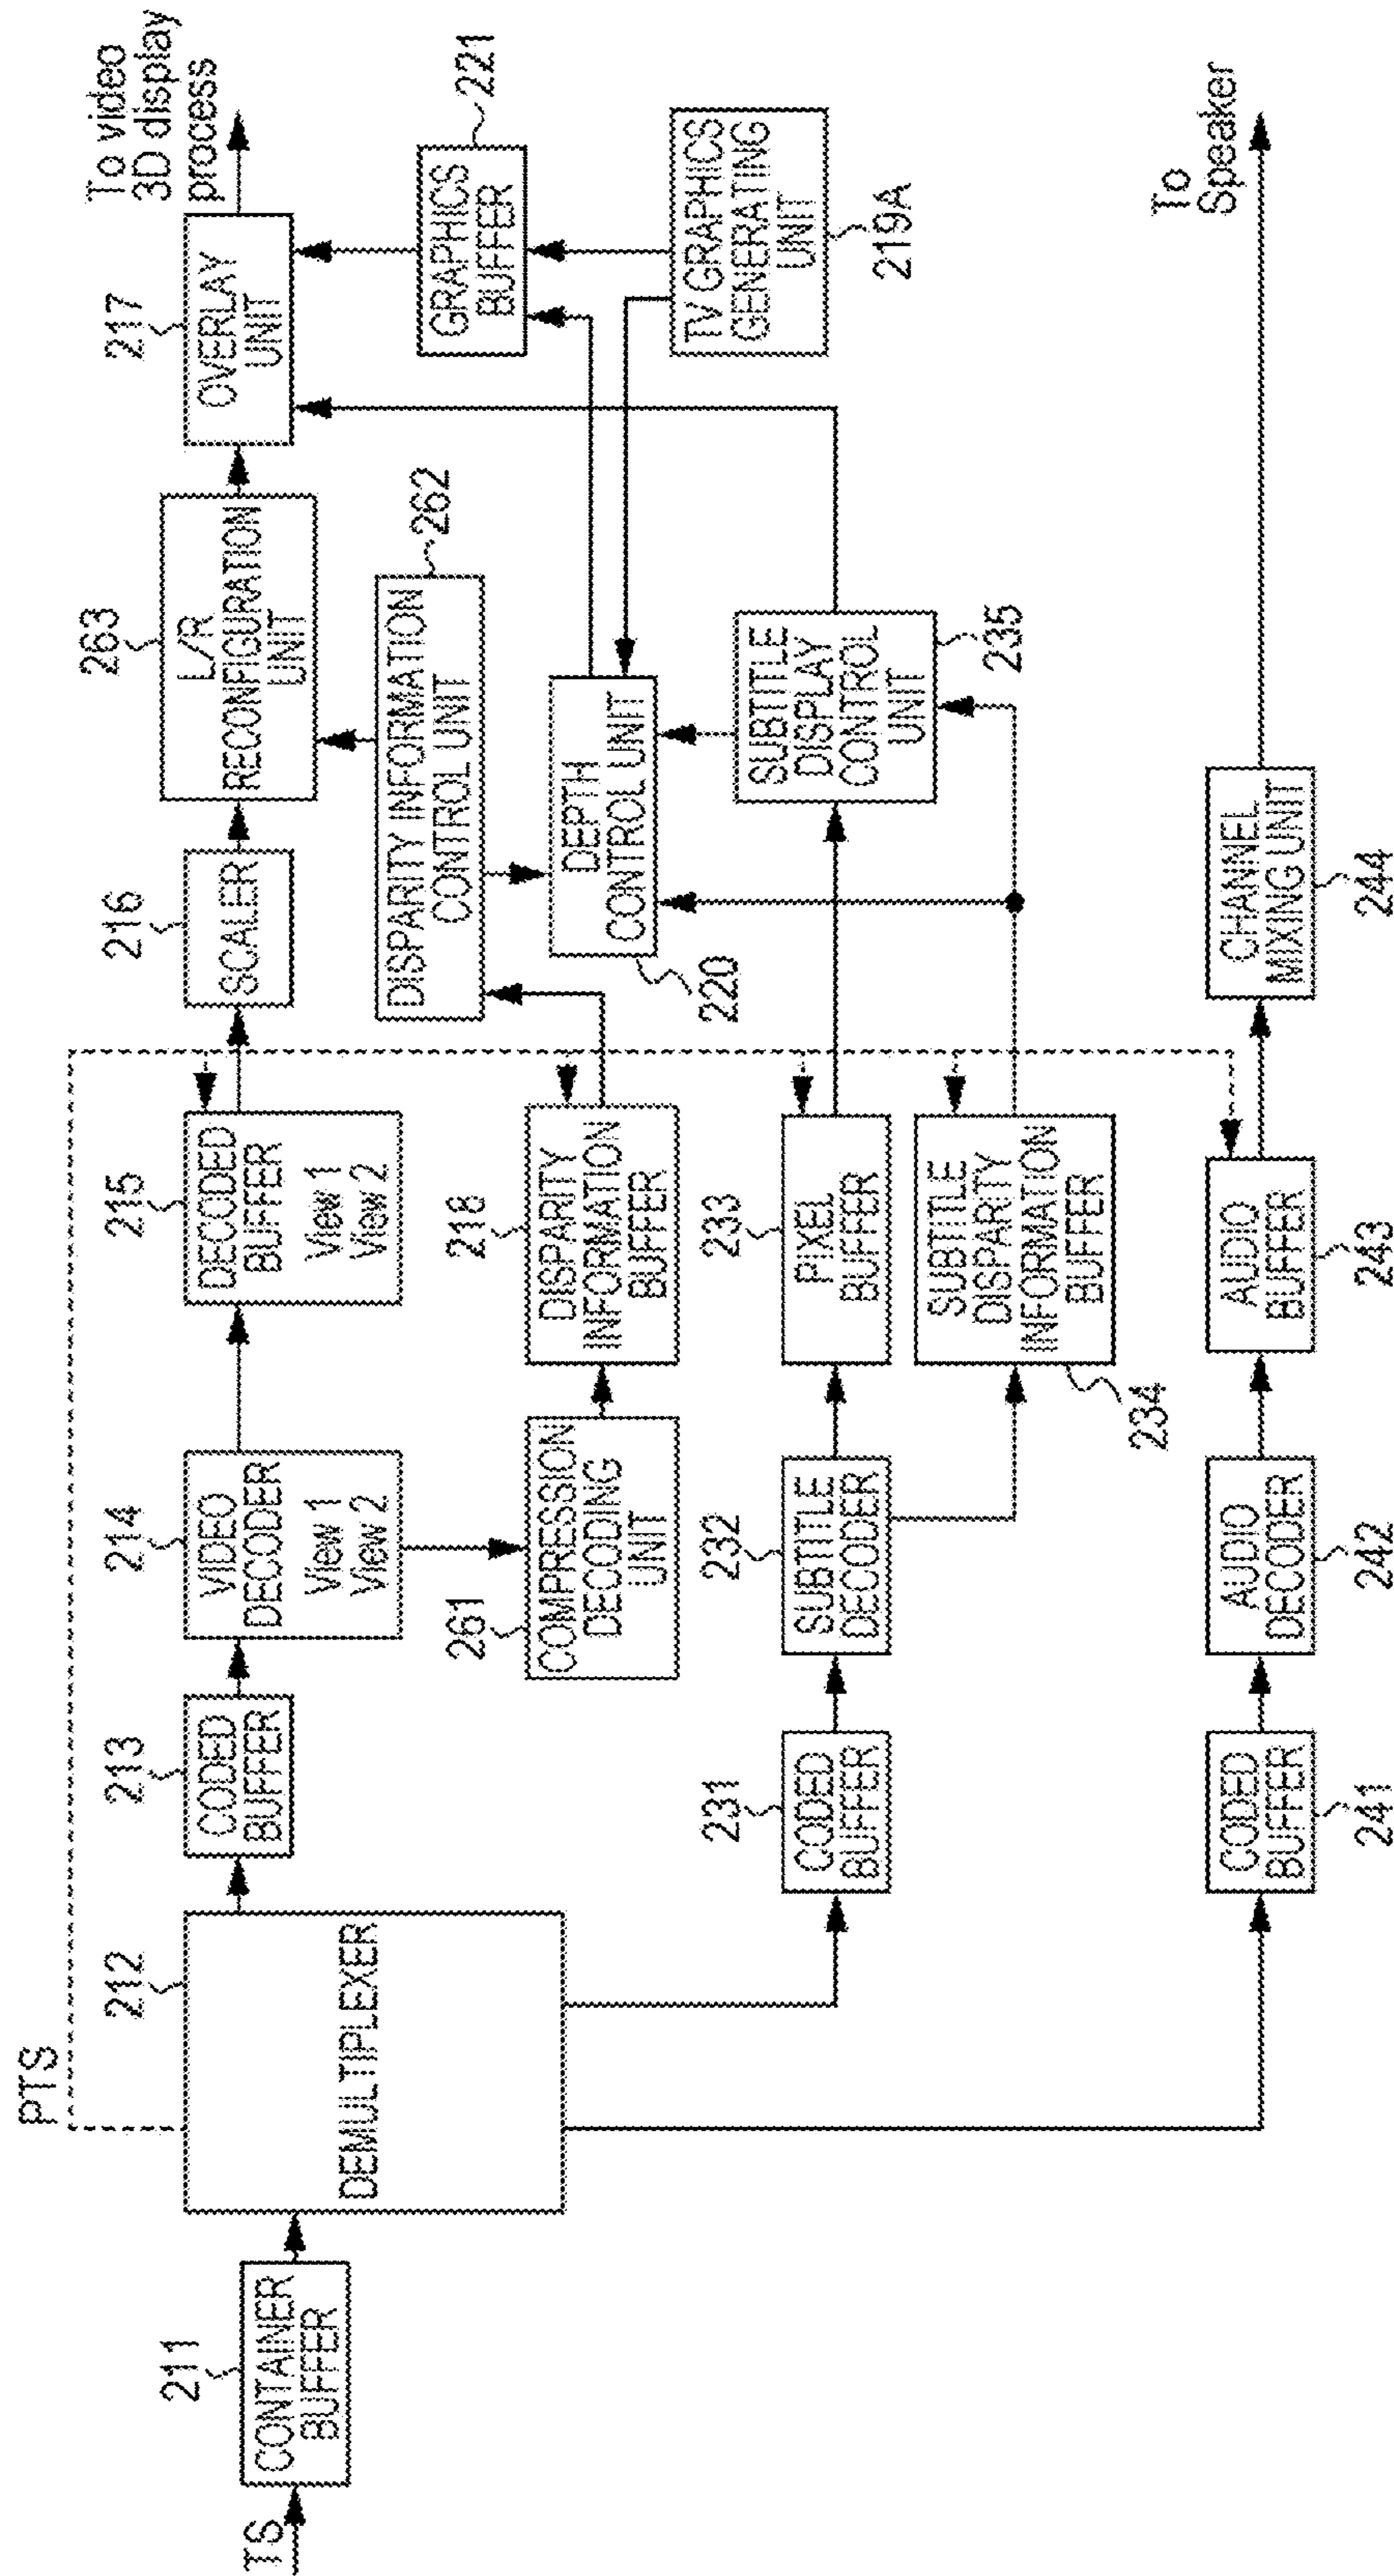 PTS
TS
211
CONTAINER
BUFFER
212
DEMULTIPLEXER
213
CODED
BUFFER
214
VIDEO
DECODER
View 1
View 2
215
DECODED
BUFFER
View 1
View 2
216
SCALER
263
L/R
RECONFIGURATION
UNIT
217
OVERLAY
UNIT
To video
3D display
process
261
COMPRESSION
DECODING
UNIT
218
DISPARITY
INFORMATION
BUFFER
262
DISPARITY INFORMATION
CONTROL UNIT
220
DEPTH
CONTROL UNIT
221
GRAPHICS
BUFFER
TV GRAPHICS
GENERATING
UNIT
219A
231
CODED
BUFFER
232
SUBTITLE
DECODER
233
PIXEL
BUFFER
SUBTITLE
DISPARITY
INFORMATION
BUFFER
234
SUBTITLE
DISPLAY
CONTROL
UNIT
235
CODED
BUFFER
241
AUDIO
DECODER
242
AUDIO
BUFFER
243
CHANNEL
MIXING UNIT
244
To
Speaker